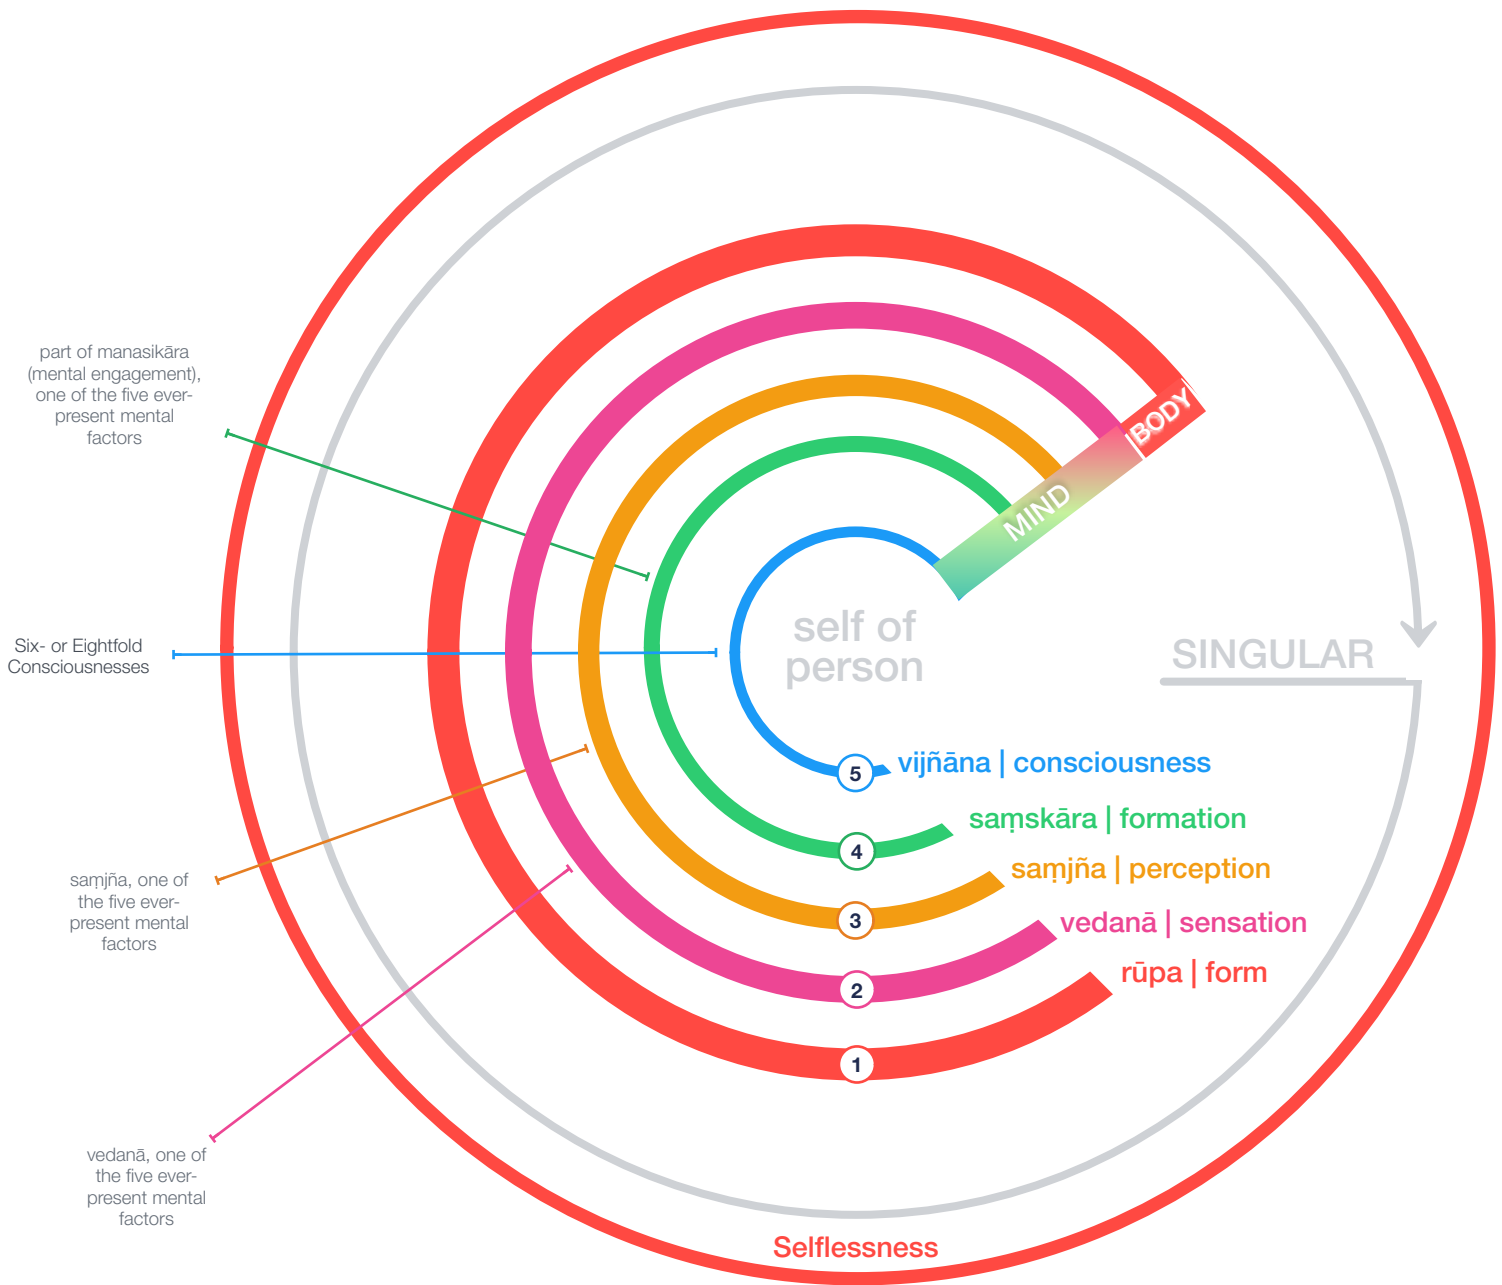 part of manasikāra
(mental engagement),
one of the five ever-
present mental
factors
BODY
MIND
self of
person
SINGULAR
Six- or Eightfold
Consciousnesses
5
vijñāna | consciousness
4
saṃskāra | formation
3
saṃjña | perception
2
vedanā | sensation
1
rūpa | form
saṃjña, one of
the five ever-
present mental
factors
vedanā, one of
the five ever-
present mental
factors
Selflessness